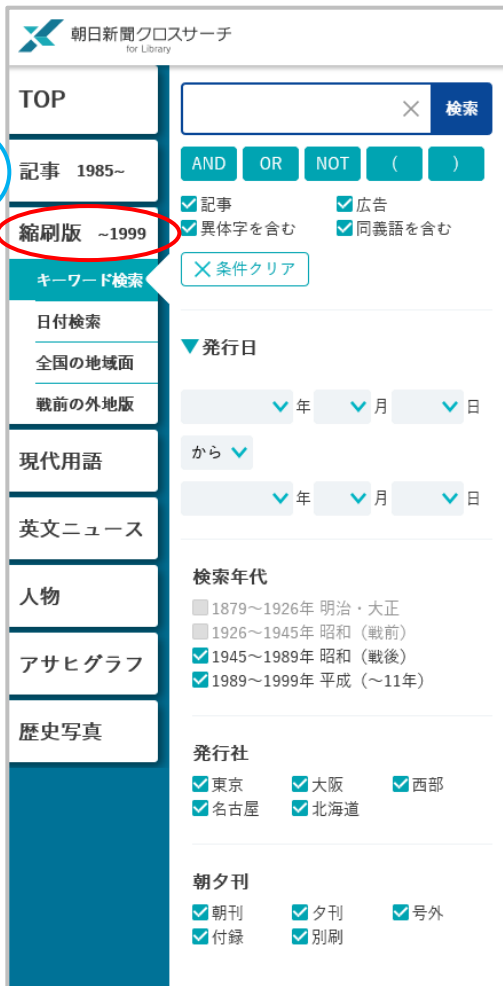 朝日新聞クロスサーチ
for Library
TOP
記事 1985~
縮刷版 ~1999
キーワード検索
日付検索
全国の地域面
戦前の外地版
現代用語
英文ニュース
人物
アサヒグラフ
歴史写真
検索
AND OR NOT ( )
記事 広告
異体字を含む 同義語を含む
条件クリア
▼発行日
年 月 日
から
年 月 日
検索年代
1879～1926年 明治・大正
1926～1945年 昭和（戦前）
1945～1989年 昭和（戦後）
1989～1999年 平成（～11年）
発行社
東京 大阪 西部
名古屋 北海道
朝夕刊
朝刊 夕刊 号外
付録 別刷